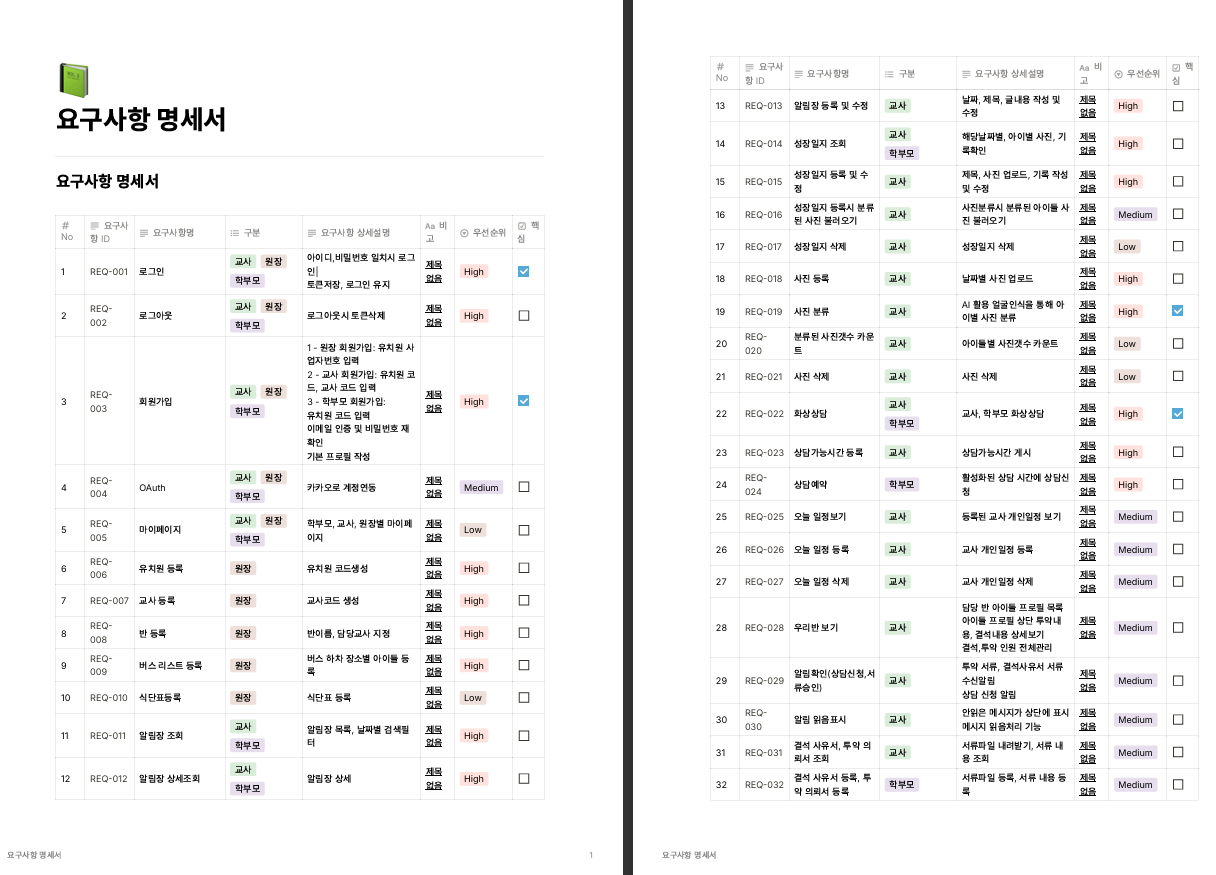 요구사항 명세서
요구사항 명세서
# No 요구사항 ID 요구사항명 구분 요구사항 상세설명 Aa 비고 우선순위 핵심
1 REQ-001 로그인 교사 원장 학부모 아이디,비밀번호 일치시 로그인| 토큰저장, 로그인 유지 제목 없음 High
2 REQ-002 로그아웃 교사 원장 학부모 로그아웃시 토큰삭제 제목 없음 High
3 REQ-003 회원가입 교사 원장 학부모 1 - 원장 회원가입: 유치원 사업자번호 입력 2 - 교사 회원가입: 유치원 코드, 교사 코드 입력 3 - 학부모 회원가입: 유치원 코드 입력 이메일 인증 및 비밀번호 재확인 기본 프로필 작성 제목 없음 High
4 REQ-004 OAuth 교사 원장 학부모 카카오로 계정연동 제목 없음 Medium
5 REQ-005 마이페이지 교사 원장 학부모 학부모, 교사, 원장별 마이페이지 제목 없음 Low
6 REQ-006 유치원 등록 원장 유치원 코드생성 제목 없음 High
7 REQ-007 교사 등록 원장 교사코드 생성 제목 없음 High
8 REQ-008 반 등록 원장 반이름, 담당교사 지정 제목 없음 High
9 REQ-009 버스 리스트 등록 원장 버스 하차 장소별 아이들 등록 제목 없음 High
10 REQ-010 식단표등록 원장 식단표 등록 제목 없음 Low
11 REQ-011 알림장 조회 교사 학부모 알림장 목록, 날짜별 검색필터 제목 없음 High
12 REQ-012 알림장 상세조회 교사 학부모 알림장 상세 제목 없음 High
요구사항 명세서 1
# No 요구사항 ID 요구사항명 구분 요구사항 상세설명 Aa 비고 우선순위 핵심
13 REQ-013 알림장 등록 및 수정 교사 날짜, 제목, 글내용 작성 및 수정 제목 없음 High
14 REQ-014 성장일지 조회 교사 학부모 해당날짜별, 아이별 사진, 기록확인 제목 없음 High
15 REQ-015 성장일지 등록 및 수정 교사 제목, 사진 업로드, 기록 작성 및 수정 제목 없음 High
16 REQ-016 성장일지 등록시 분류된 사진 불러오기 교사 사진분류시 분류된 아이들 사진 불러오기 제목 없음 Medium
17 REQ-017 성장일지 삭제 교사 성장일지 삭제 제목 없음 Low
18 REQ-018 사진 등록 교사 날짜별 사진 업로드 제목 없음 High
19 REQ-019 사진 분류 교사 AI 활용 얼굴인식을 통해 아이별 사진 분류 제목 없음 High
20 REQ-020 분류된 사진갯수 카운트 교사 아이들별 사진갯수 카운트 제목 없음 Low
21 REQ-021 사진 삭제 교사 사진 삭제 제목 없음 Low
22 REQ-022 화상상담 교사 학부모 교사, 학부모 화상상담 제목 없음 High
23 REQ-023 상담가능시간 등록 교사 상담가능시간 게시 제목 없음 High
24 REQ-024 상담예약 학부모 활성화된 상담 시간에 상담신청 제목 없음 High
25 REQ-025 오늘 일정보기 교사 등록된 교사 개인일정 보기 제목 없음 Medium
26 REQ-026 오늘 일정 등록 교사 교사 개인일정 등록 제목 없음 Medium
27 REQ-027 오늘 일정 삭제 교사 교사 개인일정 삭제 제목 없음 Medium
28 REQ-028 우리반 보기 교사 담당 반 아이들 프로필 목록 아이들 프로필 상단 투약내용, 결석내용 상세보기 결석,투약 인원 전체관리 제목 없음 Medium
29 REQ-029 알림확인(상담신청,서류승인) 교사 투약 서류, 결석사유서 서류 수신알림 상담 신청 알림 제목 없음 Medium
30 REQ-030 알림 읽음표시 교사 안읽은 메시지가 상단에 표시 메시지 읽음처리 기능 제목 없음 Medium
31 REQ-031 결석 사유서, 투약 의뢰서 조회 교사 서류파일 내려받기, 서류 내용 조회 제목 없음 Medium
32 REQ-032 결석 사유서 등록, 투약 의뢰서 등록 학부모 서류파일 등록, 서류 내용 등록 제목 없음 Medium
요구사항 명세서